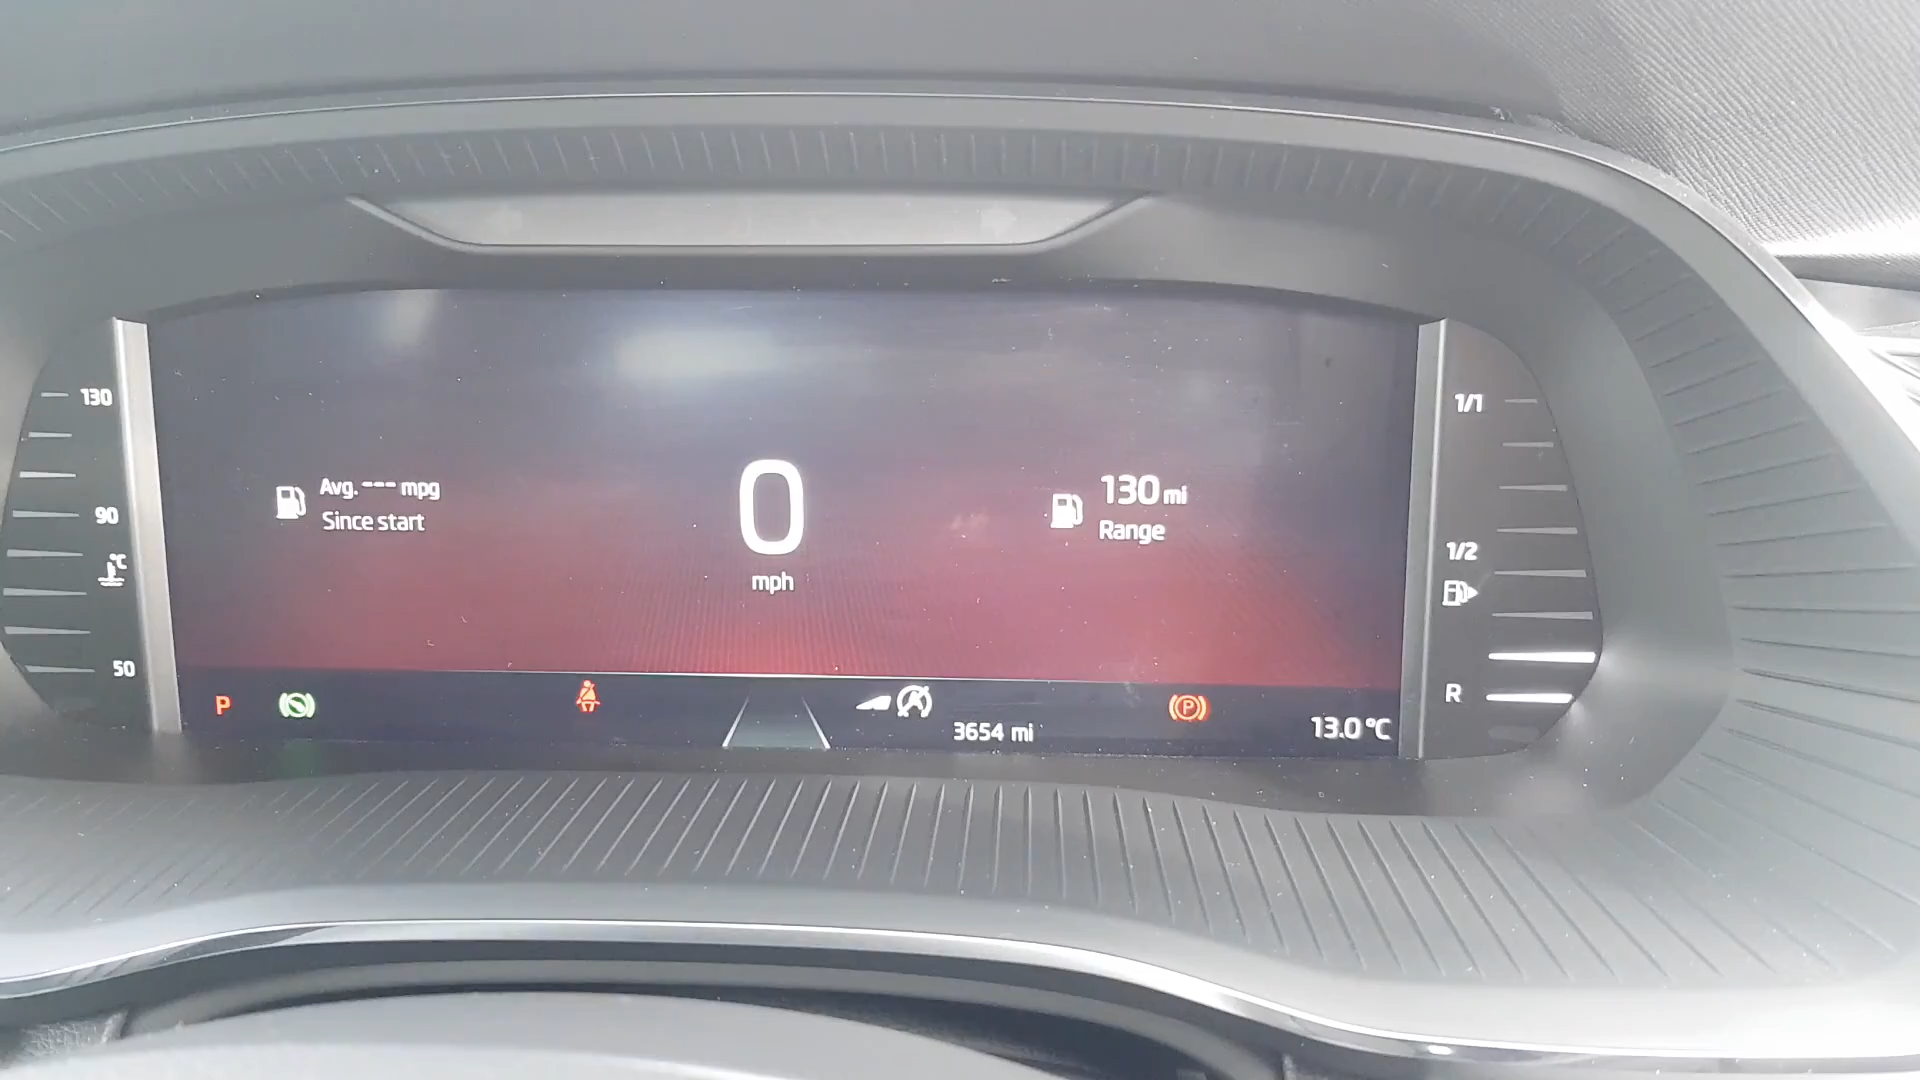 130
90
°C
50
Avg. --- mpg
Since start
0
mph
130 mi
Range
1/1
1/2
R
P
P
3654 mi
13.0 °C